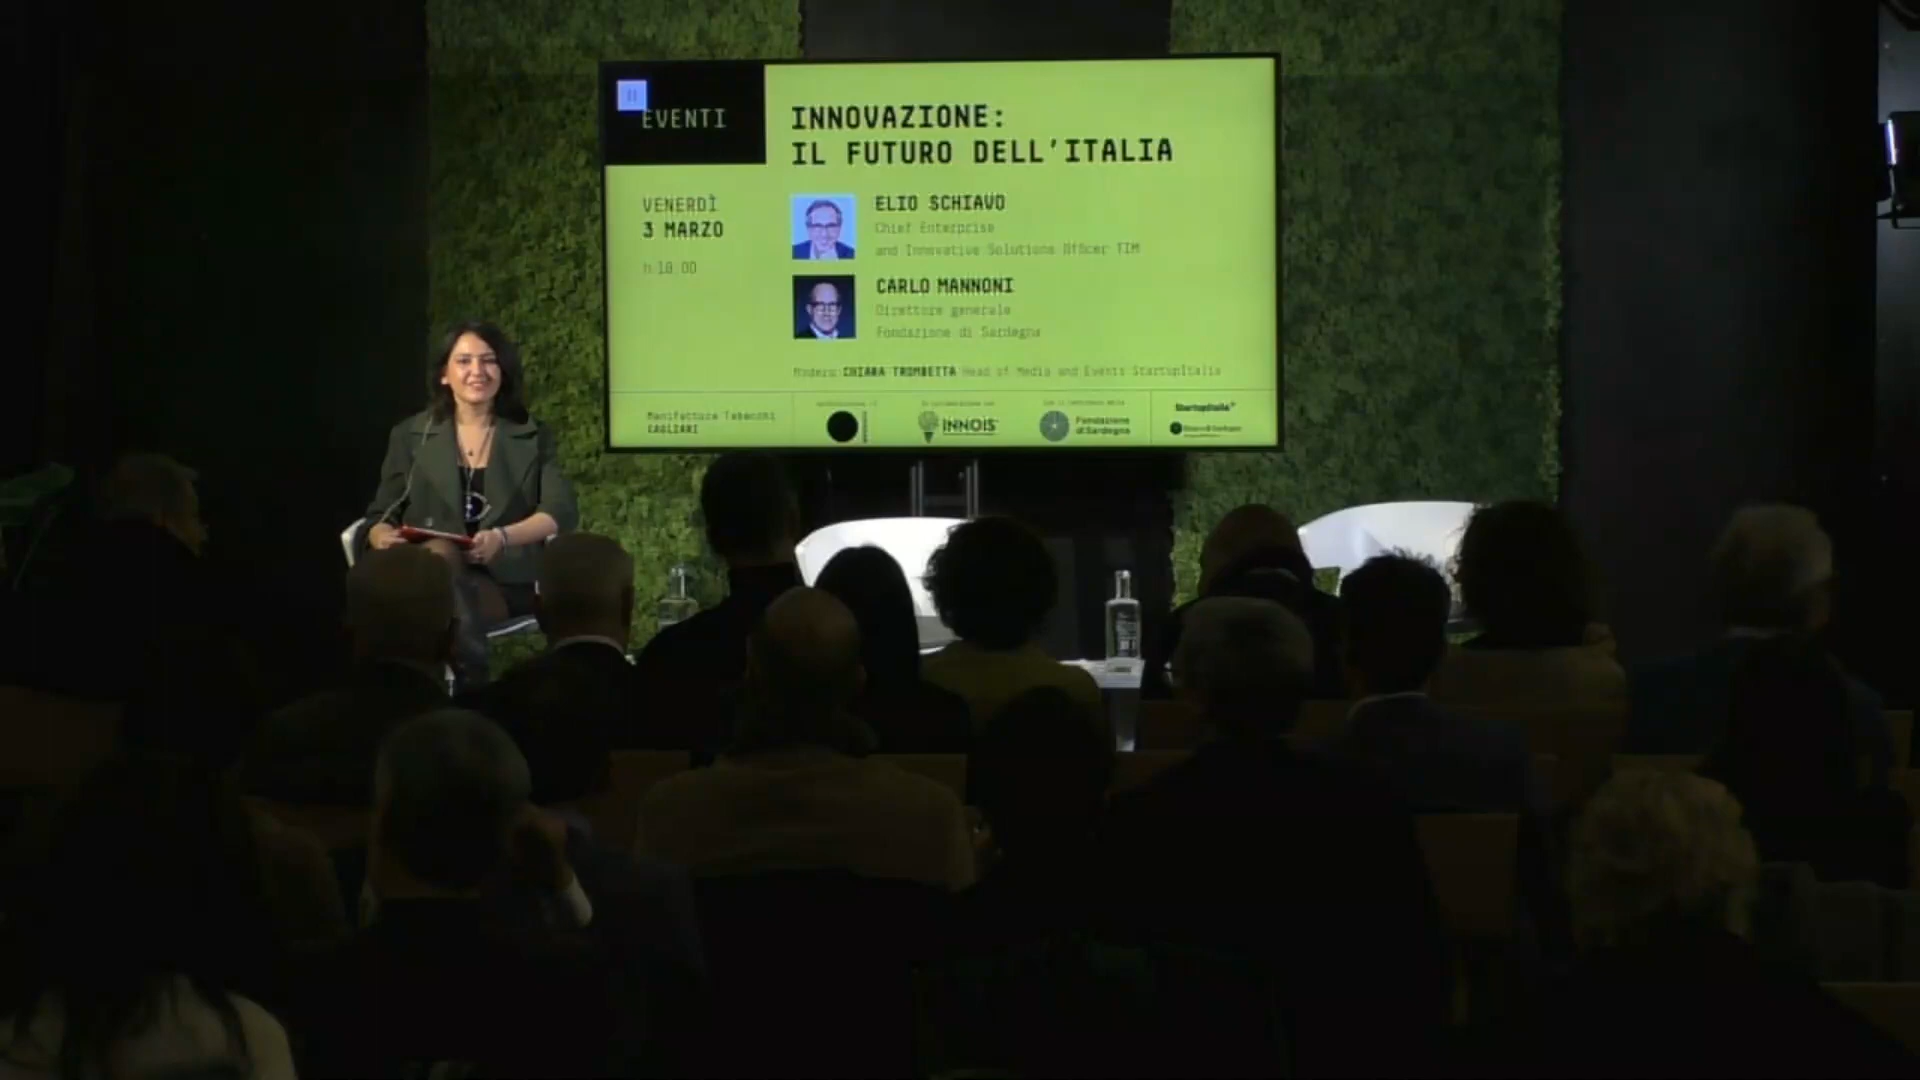 EVENTI
INNOVAZIONE:
IL FUTURO DELL'ITALIA
VENERDÌ
3 MARZO
h 18.00
ELIO SCHIAVO
Chief Enterprise
and Innovative Solutions Officer TIM
CARLO MANNONI
Direttore generale
Fondazione di Sardegna
Modera CHIARA TROMBETTA Head of Media and Events StartupItalia
Manifattura Tabacchi
CAGLIARI
INNOIS
Fondazione
di Sardegna
StartupItalia